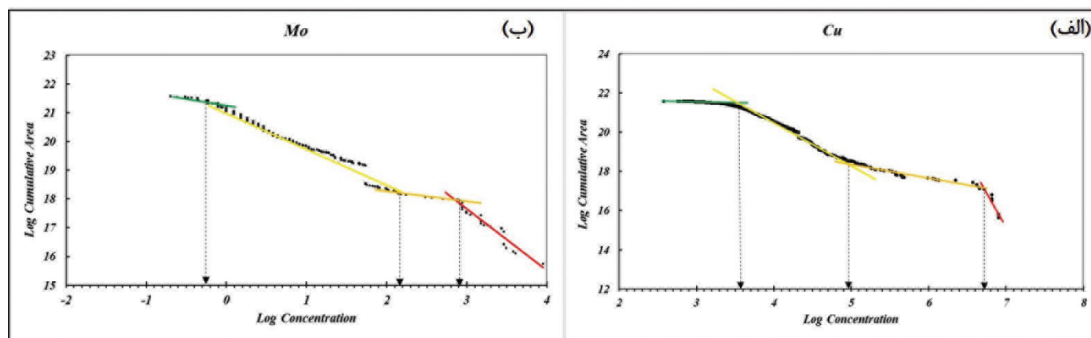 Mo
(ب)
Log Cumulative Area
23
22
21
20
19
18
17
16
15
-2 -1 0 1 2 3 4
Log Concentration
Cu
(الف)
Log Cumulative Area
24
22
20
18
16
14
12
2 3 4 5 6 7 8
Log Concentration